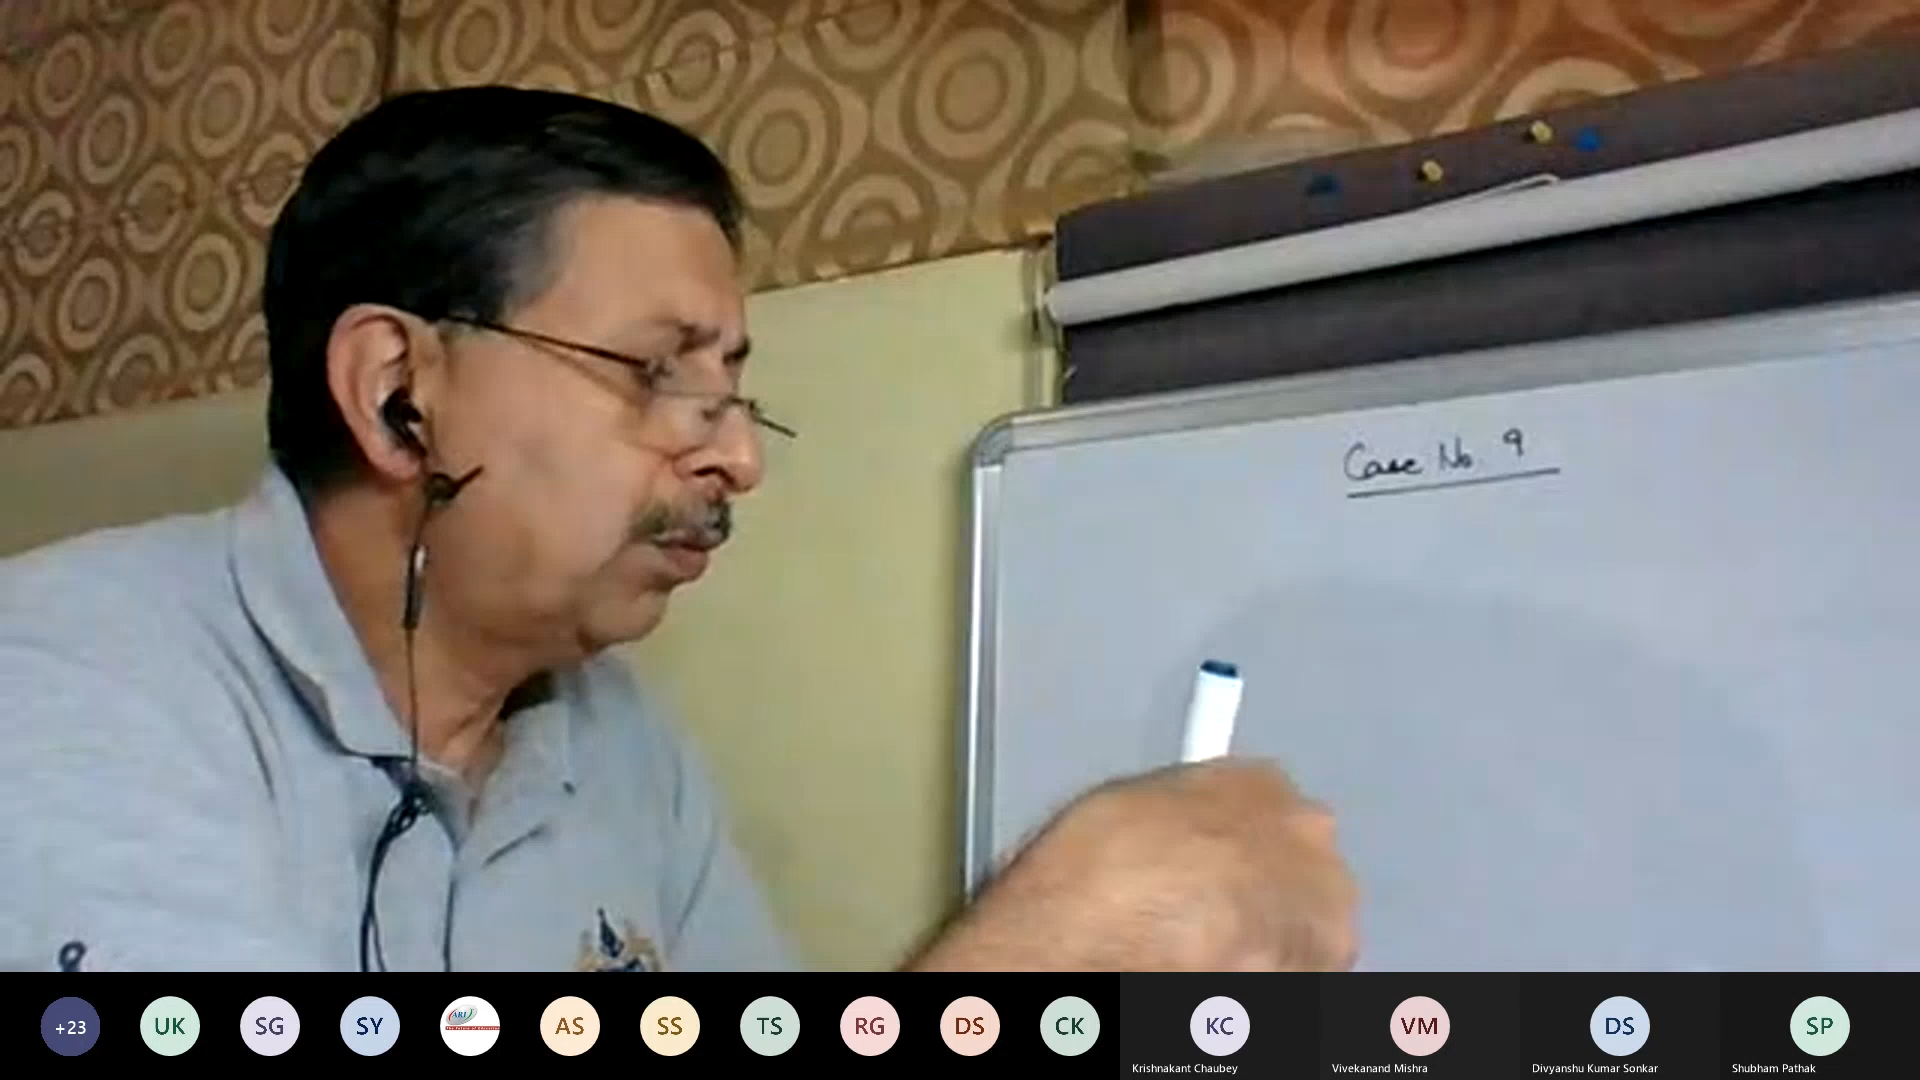 Case No. 9
+23
UK
SG
SY
ARI
AS
SS
TS
RG
DS
CK
KC
VM
DS
SP
Krishnakant Chaubey
Vivekanand Mishra
Divyanshu Kumar Sonkar
Shubham Pathak